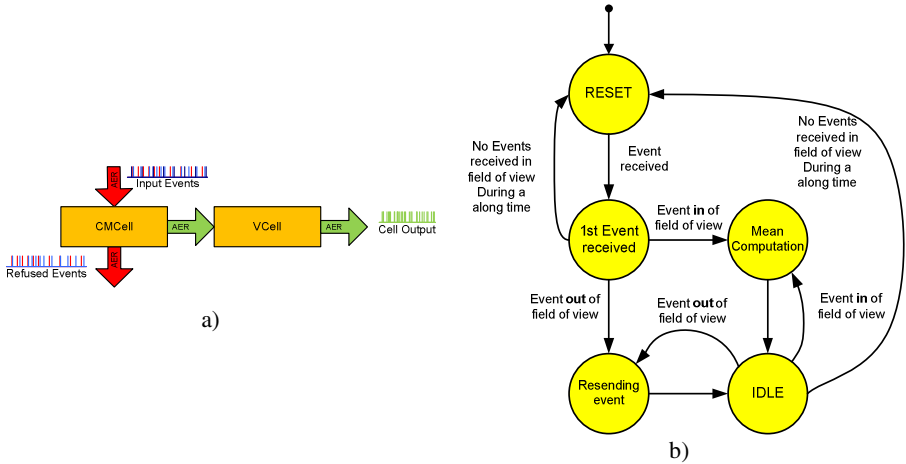 AER
Input Events
CMCell
AER
VCell
AER
Cell Output
AER
Refused Events
a)
RESET
No Events
received in
field of view
During a
along time
Event
received
No Events
received in
field of view
During a
along time
1st Event
received
Event in of
field of view
Mean
Computation
Event out of
field of view
Event out of
field of view
Event in of
field of view
Resending
event
IDLE
b)